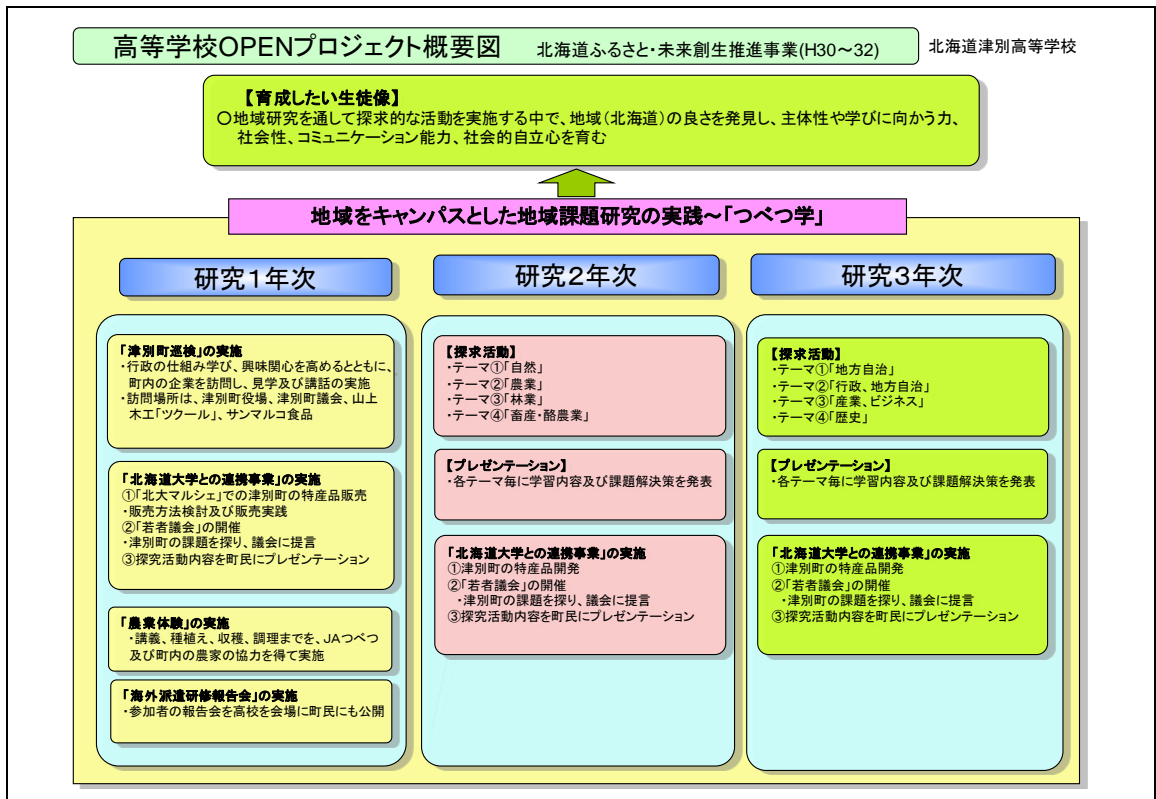 高等学校OPENプロジェクト概要図 北海道ふるさと・未来創生推進事業(H30～32)
北海道津別高等学校
【育成したい生徒像】
○地域研究を通して探求的な活動を実施する中で、地域(北海道)の良さを発見し、主体性や学びに向かう力、
社会性、コミュニケーション能力、社会的自立心を育む
地域をキャンパスとした地域課題研究の実践～「つべつ学」
研究1年次
「津別町巡検」の実施
・行政の仕組み学び、興味関心を高めるとともに、
町内の企業を訪問し、見学及び講話の実施
・訪問場所は、津別町役場、津別町議会、山上
木工「ツクール」、サンマルコ食品
「北海道大学との連携事業」の実施
①「北大マルシェ」での津別町の特産品販売
・販売方法検討及び販売実践
②「若者議会」の開催
・津別町の課題を探り、議会に提言
③探究活動内容を町民にプレゼンテーション
「農業体験」の実施
・講義、種植え、収穫、調理までを、JAつべつ
及び町内の農家の協力を得て実施
「海外派遣研修報告会」の実施
・参加者の報告会を高校を会場に町民にも公開
研究2年次
【探求活動】
・テーマ①「自然」
・テーマ②「農業」
・テーマ③「林業」
・テーマ④「畜産・酪農業」
【プレゼンテーション】
・各テーマ毎に学習内容及び課題解決策を発表
「北海道大学との連携事業」の実施
①津別町の特産品開発
②「若者議会」の開催
・津別町の課題を探り、議会に提言
③探究活動内容を町民にプレゼンテーション
研究3年次
【探求活動】
・テーマ①「地方自治」
・テーマ②「行政、地方自治」
・テーマ③「産業、ビジネス」
・テーマ④「歴史」
【プレゼンテーション】
・各テーマ毎に学習内容及び課題解決策を発表
「北海道大学との連携事業」の実施
①津別町の特産品開発
②「若者議会」の開催
・津別町の課題を探り、議会に提言
③探究活動内容を町民にプレゼンテーション